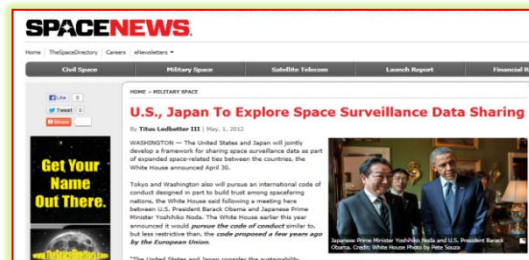 SPACENEWS.
Home TheSpaceDirectory Careers eNewsletters
Civil Space Military Space Satellite Telecom Launch Report Financial R
Like
Tweet
Share
HOME > MILITARY SPACE
U.S., Japan To Explore Space Surveillance Data Sharing
By Titus Ledbetter III | May. 1, 2012
WASHINGTON — The United States and Japan will jointly
develop a framework for sharing space surveillance data as part
of expanded space-related ties between the countries, the
White House announced April 30.
Tokyo and Washington also will pursue an international code of
conduct designed in part to build trust among spacefaring
nations, the White House said following a meeting here
between U.S. President Barack Obama and Japanese Prime
Minister Yoshihiko Noda. The White House earlier this year
announced it would pursue the code of conduct similar to,
but less restrictive than, the code proposed a few years ago
by the European Union.
"The United States and Japan consider the sustainability,
Japanese Prime Minister Yoshihiko Noda and U.S. President Barack
Obama. Credit: White House Photo by Pete Souza
Get Your
Name
Out There.
www.TheSpaceDirectory.com